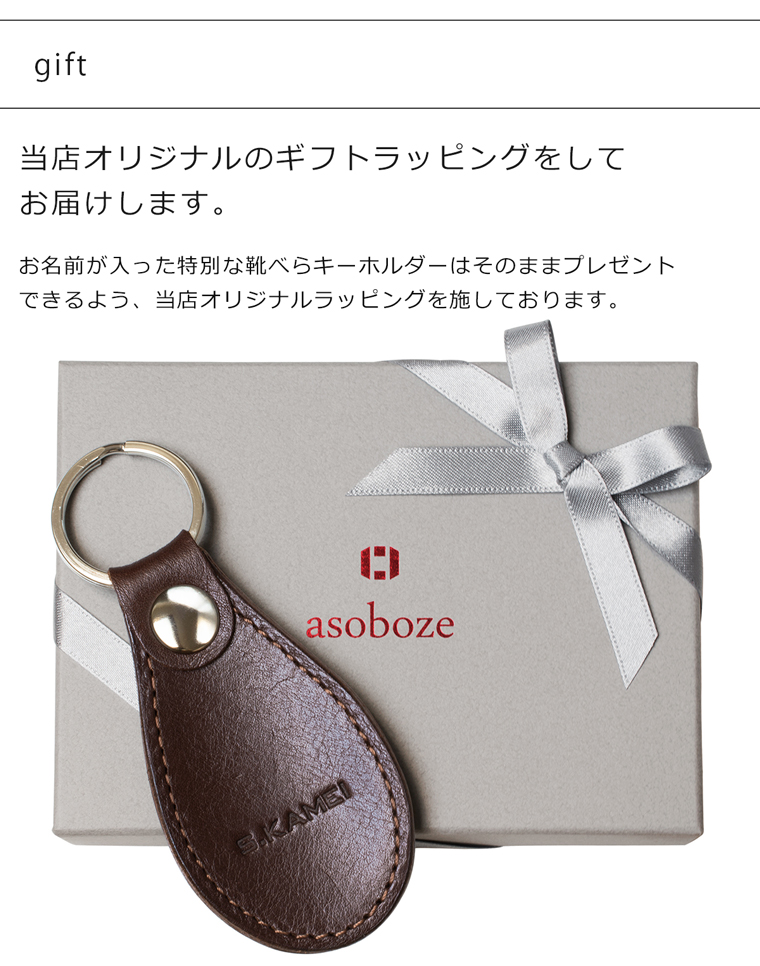 gift
当店オリジナルのギフトラッピングをして
お届けします。
お名前が入った特別な靴べらキーホルダーはそのままプレゼント
できるよう、当店オリジナルラッピングを施しております。
asoboze
S.KAMEI